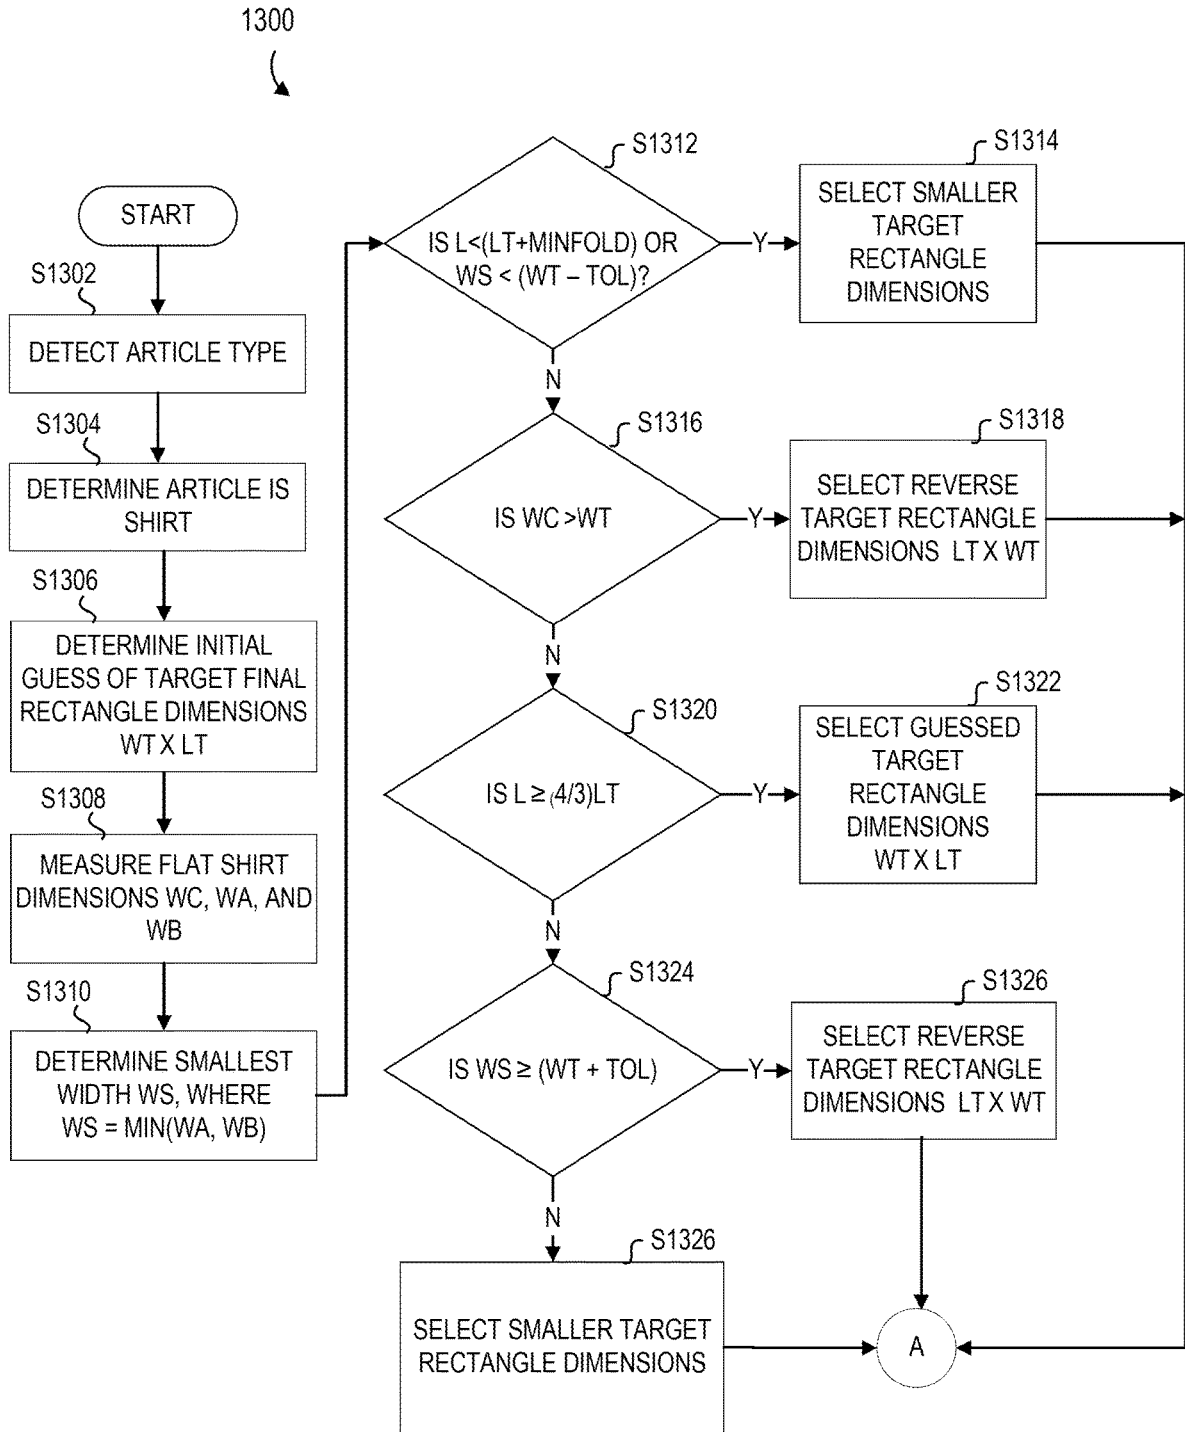 1300
START
S1302
DETECT ARTICLE TYPE
S1304
DETERMINE ARTICLE IS
SHIRT
S1306
DETERMINE INITIAL
GUESS OF TARGET FINAL
RECTANGLE DIMENSIONS
WT X LT
S1308
MEASURE FLAT SHIRT
DIMENSIONS WC, WA, AND
WB
S1310
DETERMINE SMALLEST
WIDTH WS, WHERE
WS = MIN(WA, WB)
S1312
IS L<(LT+MINFOLD) OR
WS < (WT – TOL)?
Y
N
S1314
SELECT SMALLER
TARGET
RECTANGLE
DIMENSIONS
S1316
IS WC >WT
Y
N
S1318
SELECT REVERSE
TARGET RECTANGLE
DIMENSIONS LT X WT
S1320
IS L ≥ (4/3)LT
Y
N
S1322
SELECT GUESSED
TARGET
RECTANGLE
DIMENSIONS
WT X LT
S1324
IS WS ≥ (WT + TOL)
Y
N
S1326
SELECT REVERSE
TARGET RECTANGLE
DIMENSIONS LT X WT
S1326
SELECT SMALLER TARGET
RECTANGLE DIMENSIONS
A